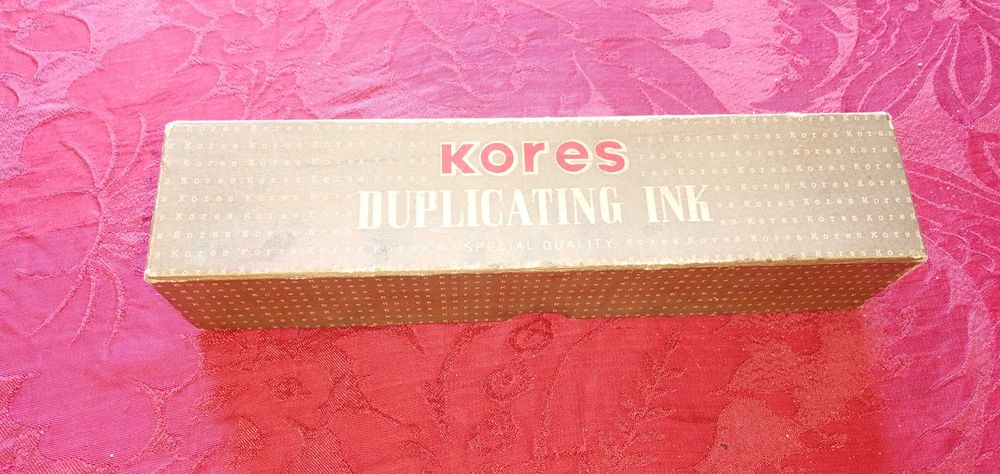 Kores
DUPLICATING INK
SPECIAL QUALITY